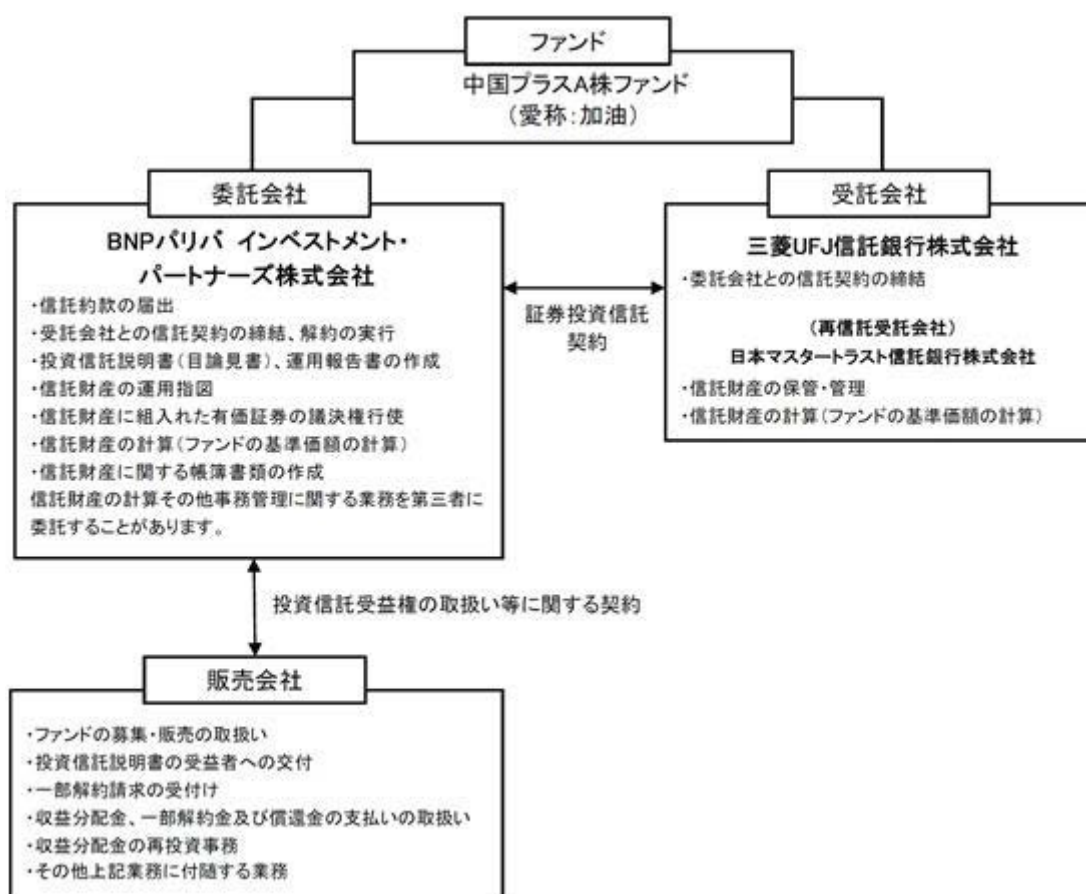 ファンド
中国プラスA株ファンド
(愛称:加油)
委託会社
BNPパリバ インベストメント・
パートナーズ株式会社
・信託約款の届出
・受託会社との信託契約の締結、解約の実行
・投資信託説明書(目論見書)、運用報告書の作成
・信託財産の運用指図
・信託財産に組入れた有価証券の議決権行使
・信託財産の計算(ファンドの基準価額の計算)
・信託財産に関する帳簿書類の作成
信託財産の計算その他事務管理に関する業務を第三者に
委託することがあります。
証券投資信託
契約
受託会社
三菱UFJ信託銀行株式会社
・委託会社との信託契約の締結
(再信託受託会社)
日本マスタートラスト信託銀行株式会社
・信託財産の保管・管理
・信託財産の計算(ファンドの基準価額の計算)
投資信託受益権の取扱い等に関する契約
販売会社
・ファンドの募集・販売の取扱い
・投資信託説明書の受益者への交付
・一部解約請求の受付け
・収益分配金、一部解約金及び償還金の支払いの取扱い
・収益分配金の再投資事務
・その他上記業務に付随する業務